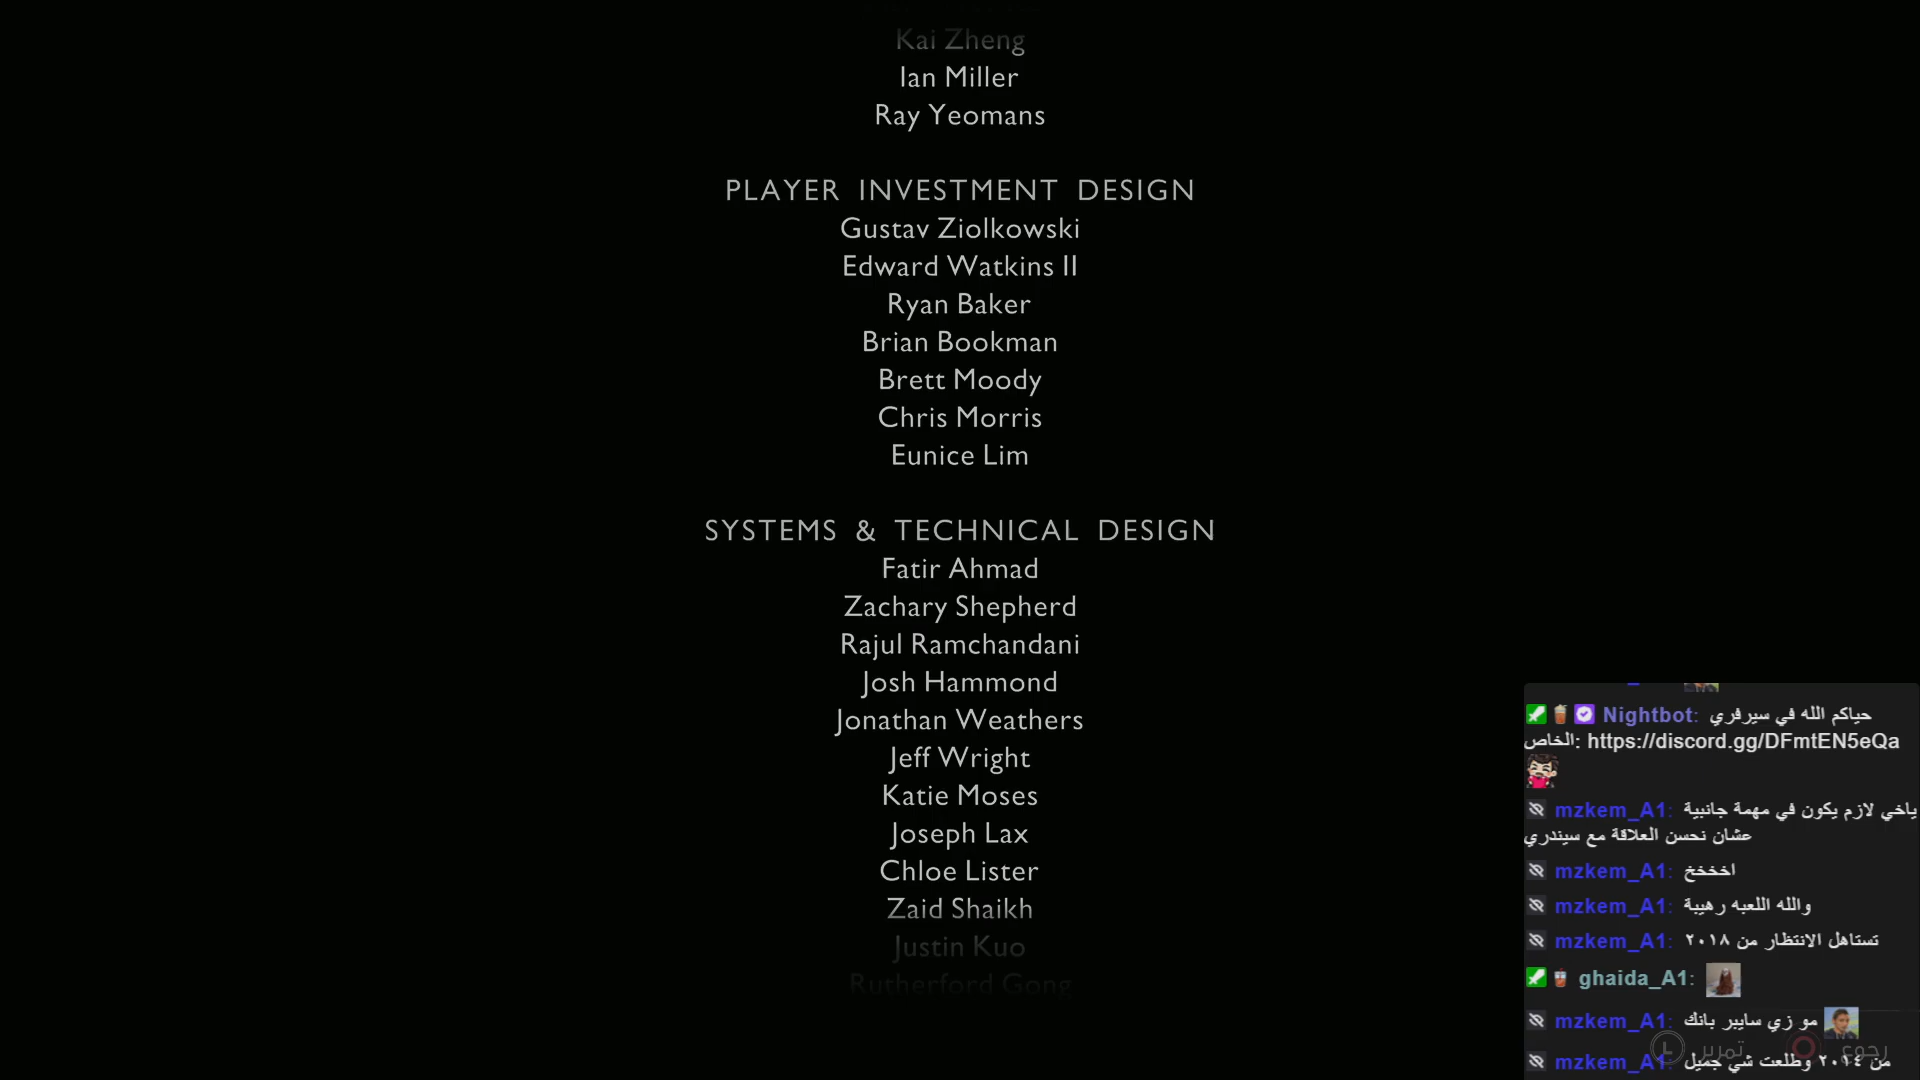 Kai Zheng
Ian Miller
Ray Yeomans
PLAYER INVESTMENT DESIGN
Gustav Ziolkowski
Edward Watkins II
Ryan Baker
Brian Bookman
Brett Moody
Chris Morris
Eunice Lim
SYSTEMS & TECHNICAL DESIGN
Fatir Ahmad
Zachary Shepherd
Rajul Ramchandani
Josh Hammond
Jonathan Weathers
Jeff Wright
Katie Moses
Joseph Lax
Chloe Lister
Zaid Shaikh
Justin Kuo
Rutherford Gong
Nightbot: حياكم الله في سيرفري
الخاص: https://discord.gg/DFmtEN5eQa
mzkem_A1: ياخي لازم يكون في مهمة جانبية
عشان نحسن العلاقة مع سيندري
mzkem_A1: اخخخخ
mzkem_A1: والله اللعبه رهيبة
mzkem_A1: تستاهل الانتظار من ٢٠١٨
ghaida_A1:
mzkem_A1: مو زي سايبر بانك
L تمرير رجوع
mzkem_A1: من ٢٠١٤ وطلعت شي جميل